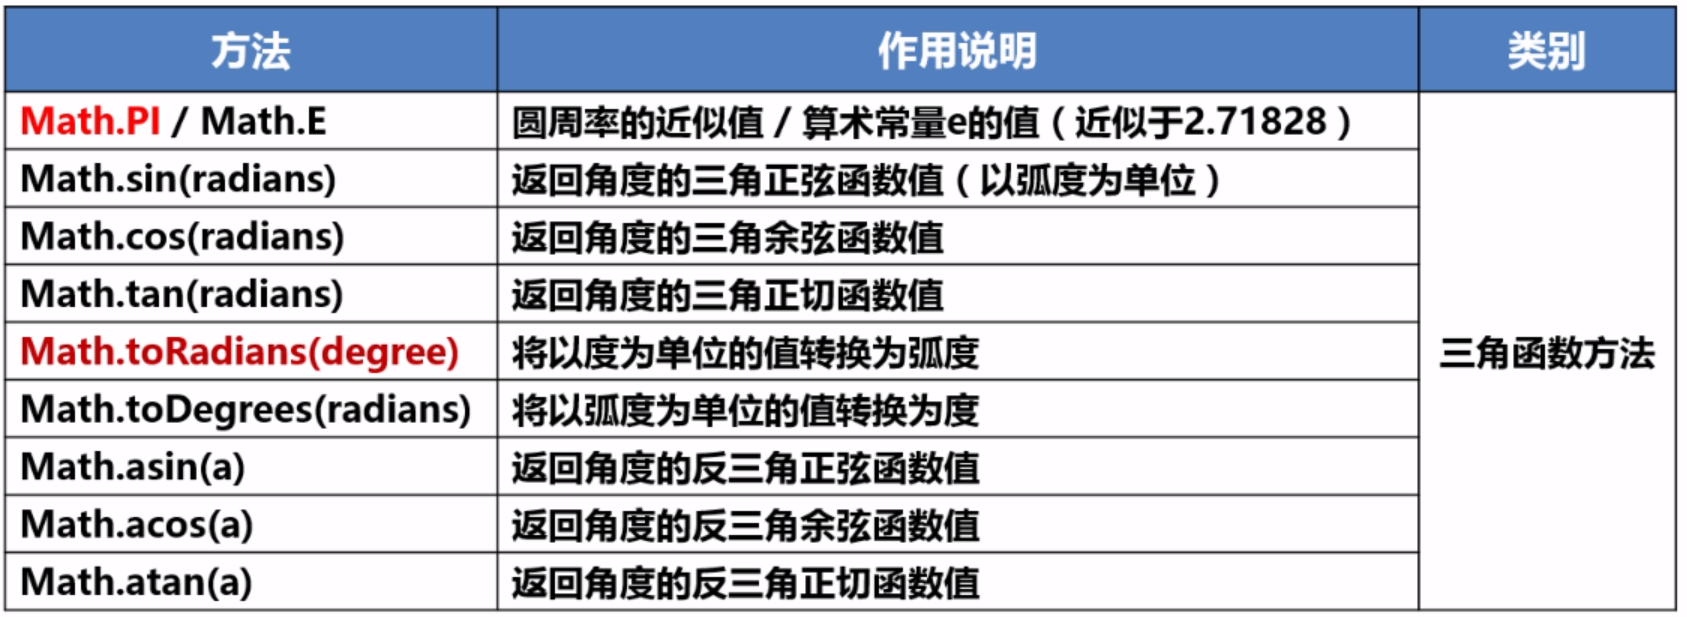 方法 作用说明 类别
Math.PI / Math.E 圆周率的近似值 / 算术常量e的值（近似于2.71828）
Math.sin(radians) 返回角度的三角正弦函数值（以弧度为单位）
Math.cos(radians) 返回角度的三角余弦函数值
Math.tan(radians) 返回角度的三角正切函数值
Math.toRadians(degree) 将以度为单位的值转换为弧度 三角函数方法
Math.toDegrees(radians) 将以弧度为单位的值转换为度
Math.asin(a) 返回角度的反三角正弦函数值
Math.acos(a) 返回角度的反三角余弦函数值
Math.atan(a) 返回角度的反三角正切函数值